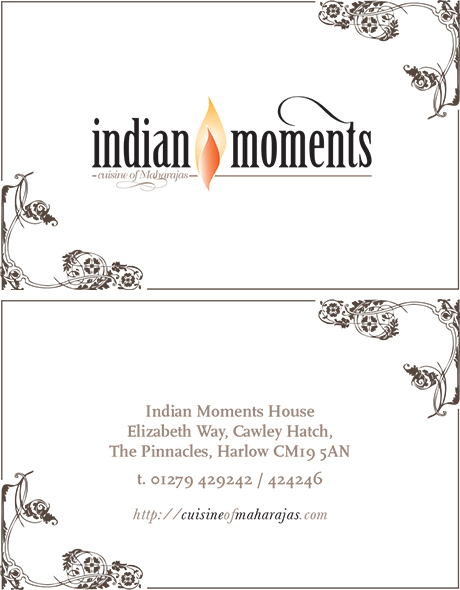 indian moments
cuisine of Maharajas
Indian Moments House
Elizabeth Way, Cawley Hatch,
The Pinnacles, Harlow CM19 5AN
t. 01279 429242 / 424246
http://cuisineofmaharajas.com